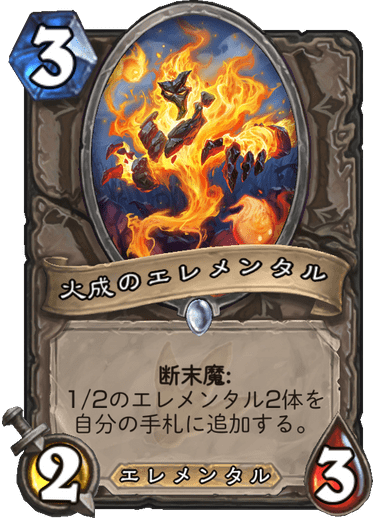 3
火成のエレメンタル
断末魔:
1/2のエレメンタル2体を
自分の手札に追加する。
2
エレメンタル
3